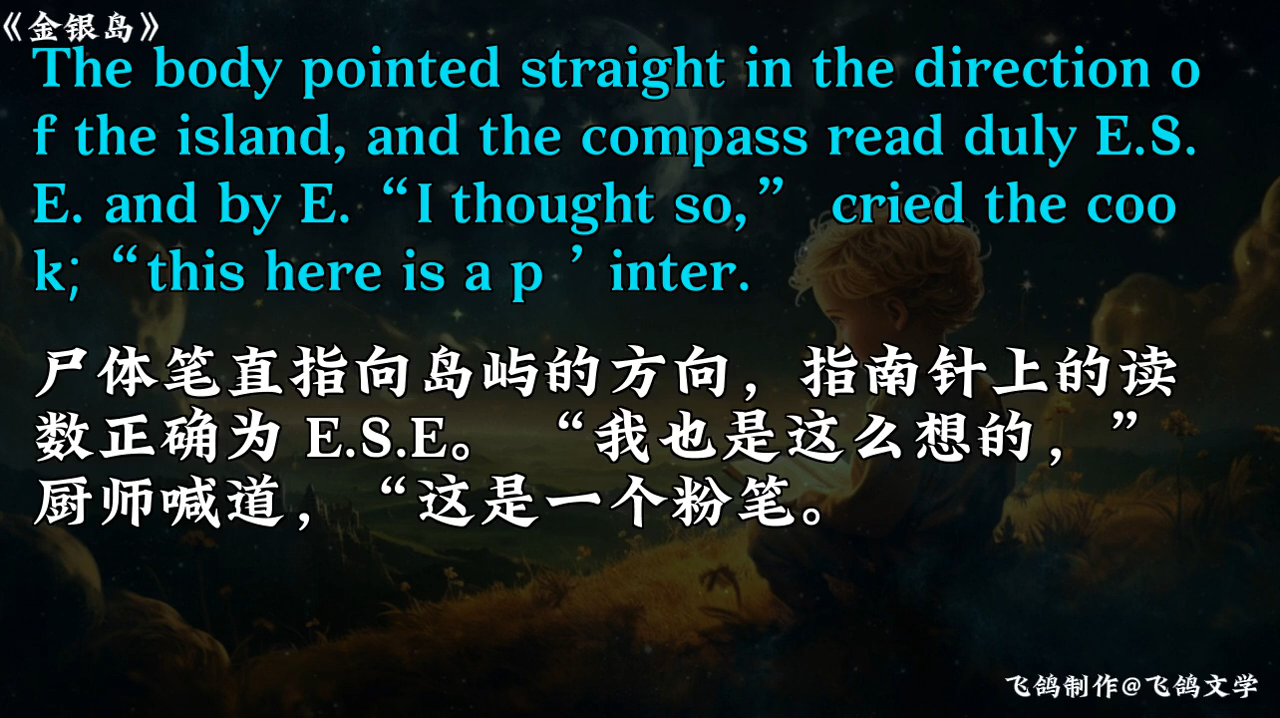 《金银岛》
The body pointed straight in the direction o
f the island, and the compass read duly E.S.
E. and by E. “I thought so,” cried the coo
k; “this here is a p ’ inter.
尸体笔直指向岛屿的方向，指南针上的读
数正确为 E.S.E。 “我也是这么想的，”
厨师喊道， “这是一个粉笔。
飞鸽制作@飞鸽文学